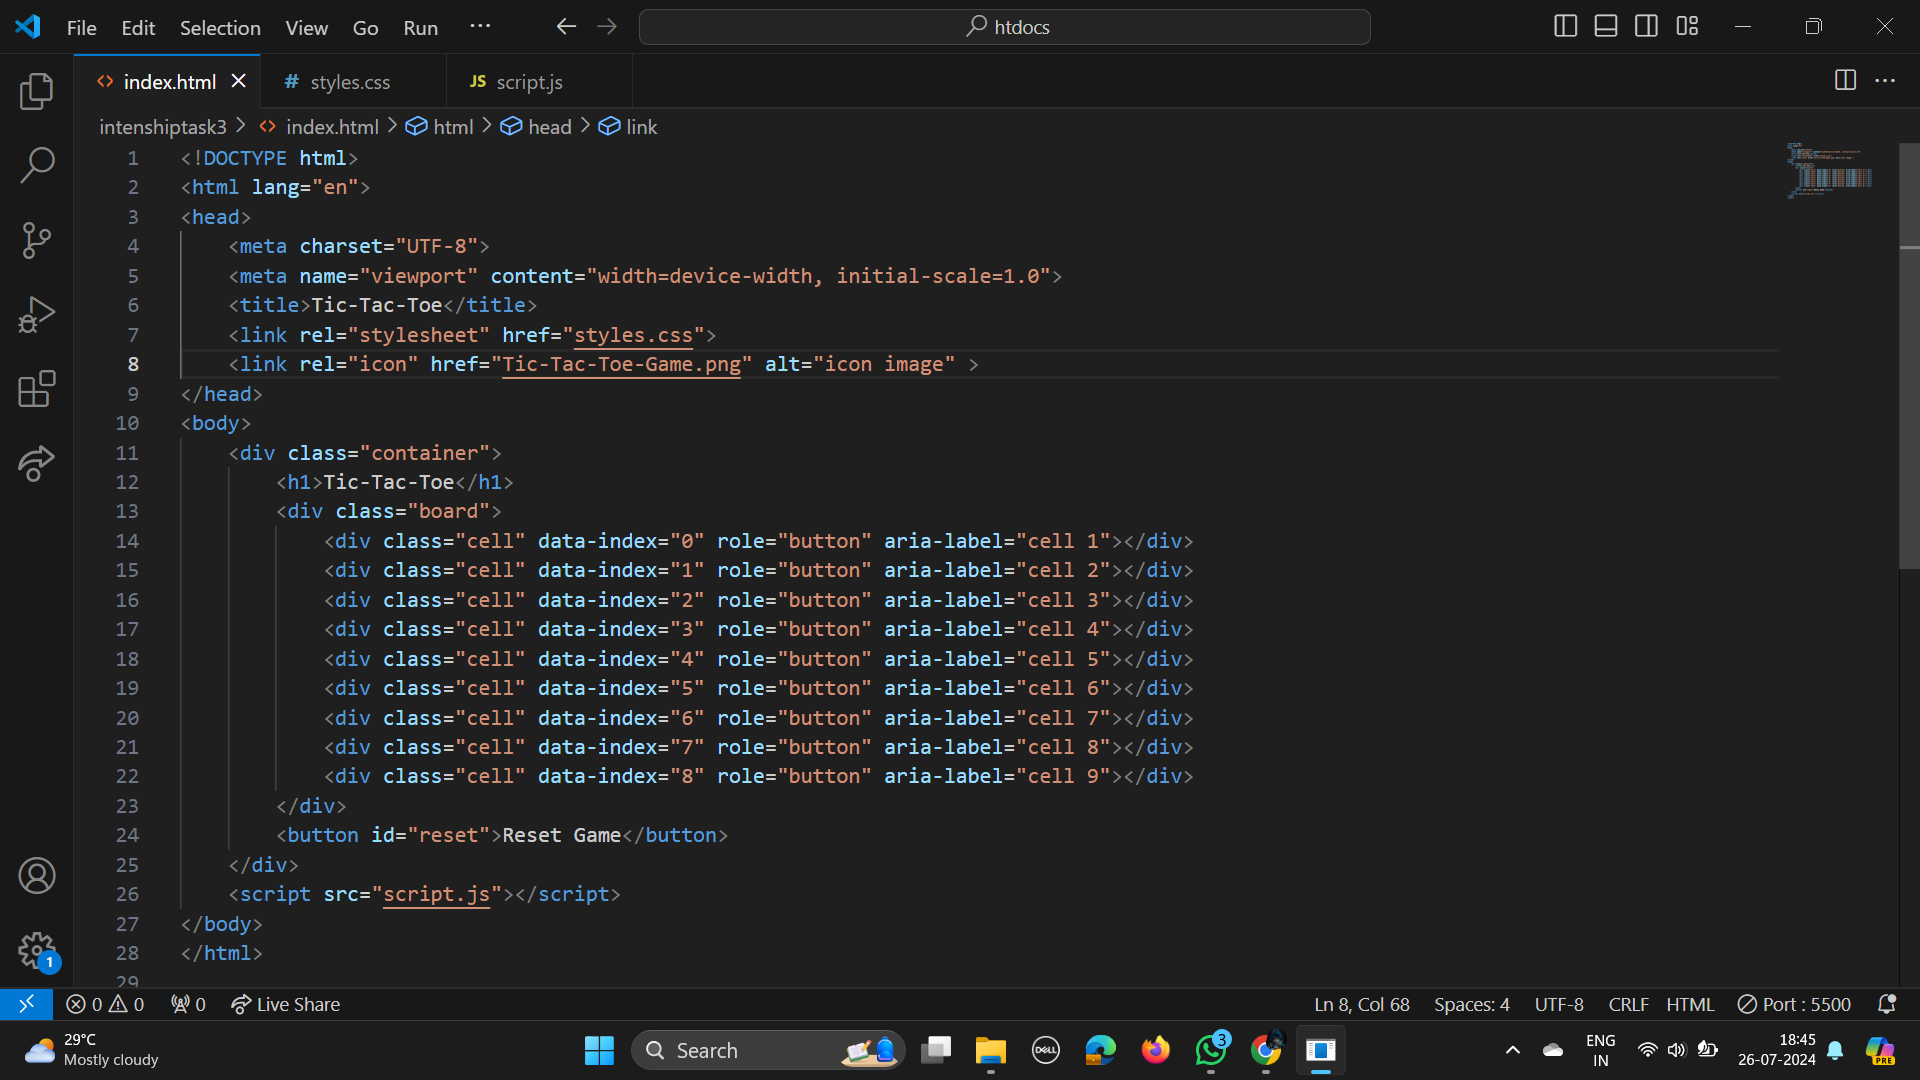 File Edit Selection View Go Run ··· htdocs
index.html # styles.css JS script.js
intenshiptask3 > index.html > html > head > link
1 <!DOCTYPE html>
2 <html lang="en">
3 <head>
4 <meta charset="UTF-8">
5 <meta name="viewport" content="width=device-width, initial-scale=1.0">
6 <title>Tic-Tac-Toe</title>
7 <link rel="stylesheet" href="styles.css">
8 <link rel="icon" href="Tic-Tac-Toe-Game.png" alt="icon image" >
9 </head>
10 <body>
11 <div class="container">
12 <h1>Tic-Tac-Toe</h1>
13 <div class="board">
14 <div class="cell" data-index="0" role="button" aria-label="cell 1"></div>
15 <div class="cell" data-index="1" role="button" aria-label="cell 2"></div>
16 <div class="cell" data-index="2" role="button" aria-label="cell 3"></div>
17 <div class="cell" data-index="3" role="button" aria-label="cell 4"></div>
18 <div class="cell" data-index="4" role="button" aria-label="cell 5"></div>
19 <div class="cell" data-index="5" role="button" aria-label="cell 6"></div>
20 <div class="cell" data-index="6" role="button" aria-label="cell 7"></div>
21 <div class="cell" data-index="7" role="button" aria-label="cell 8"></div>
22 <div class="cell" data-index="8" role="button" aria-label="cell 9"></div>
23 </div>
24 <button id="reset">Reset Game</button>
25 </div>
26 <script src="script.js"></script>
27 </body>
28 </html>
29
1
0 0 0 Live Share Ln 8, Col 68 Spaces: 4 UTF-8 CRLF HTML Port : 5500
29°C
Mostly cloudy
Search
DELL
3
ENG
IN
18:45
26-07-2024
PRE